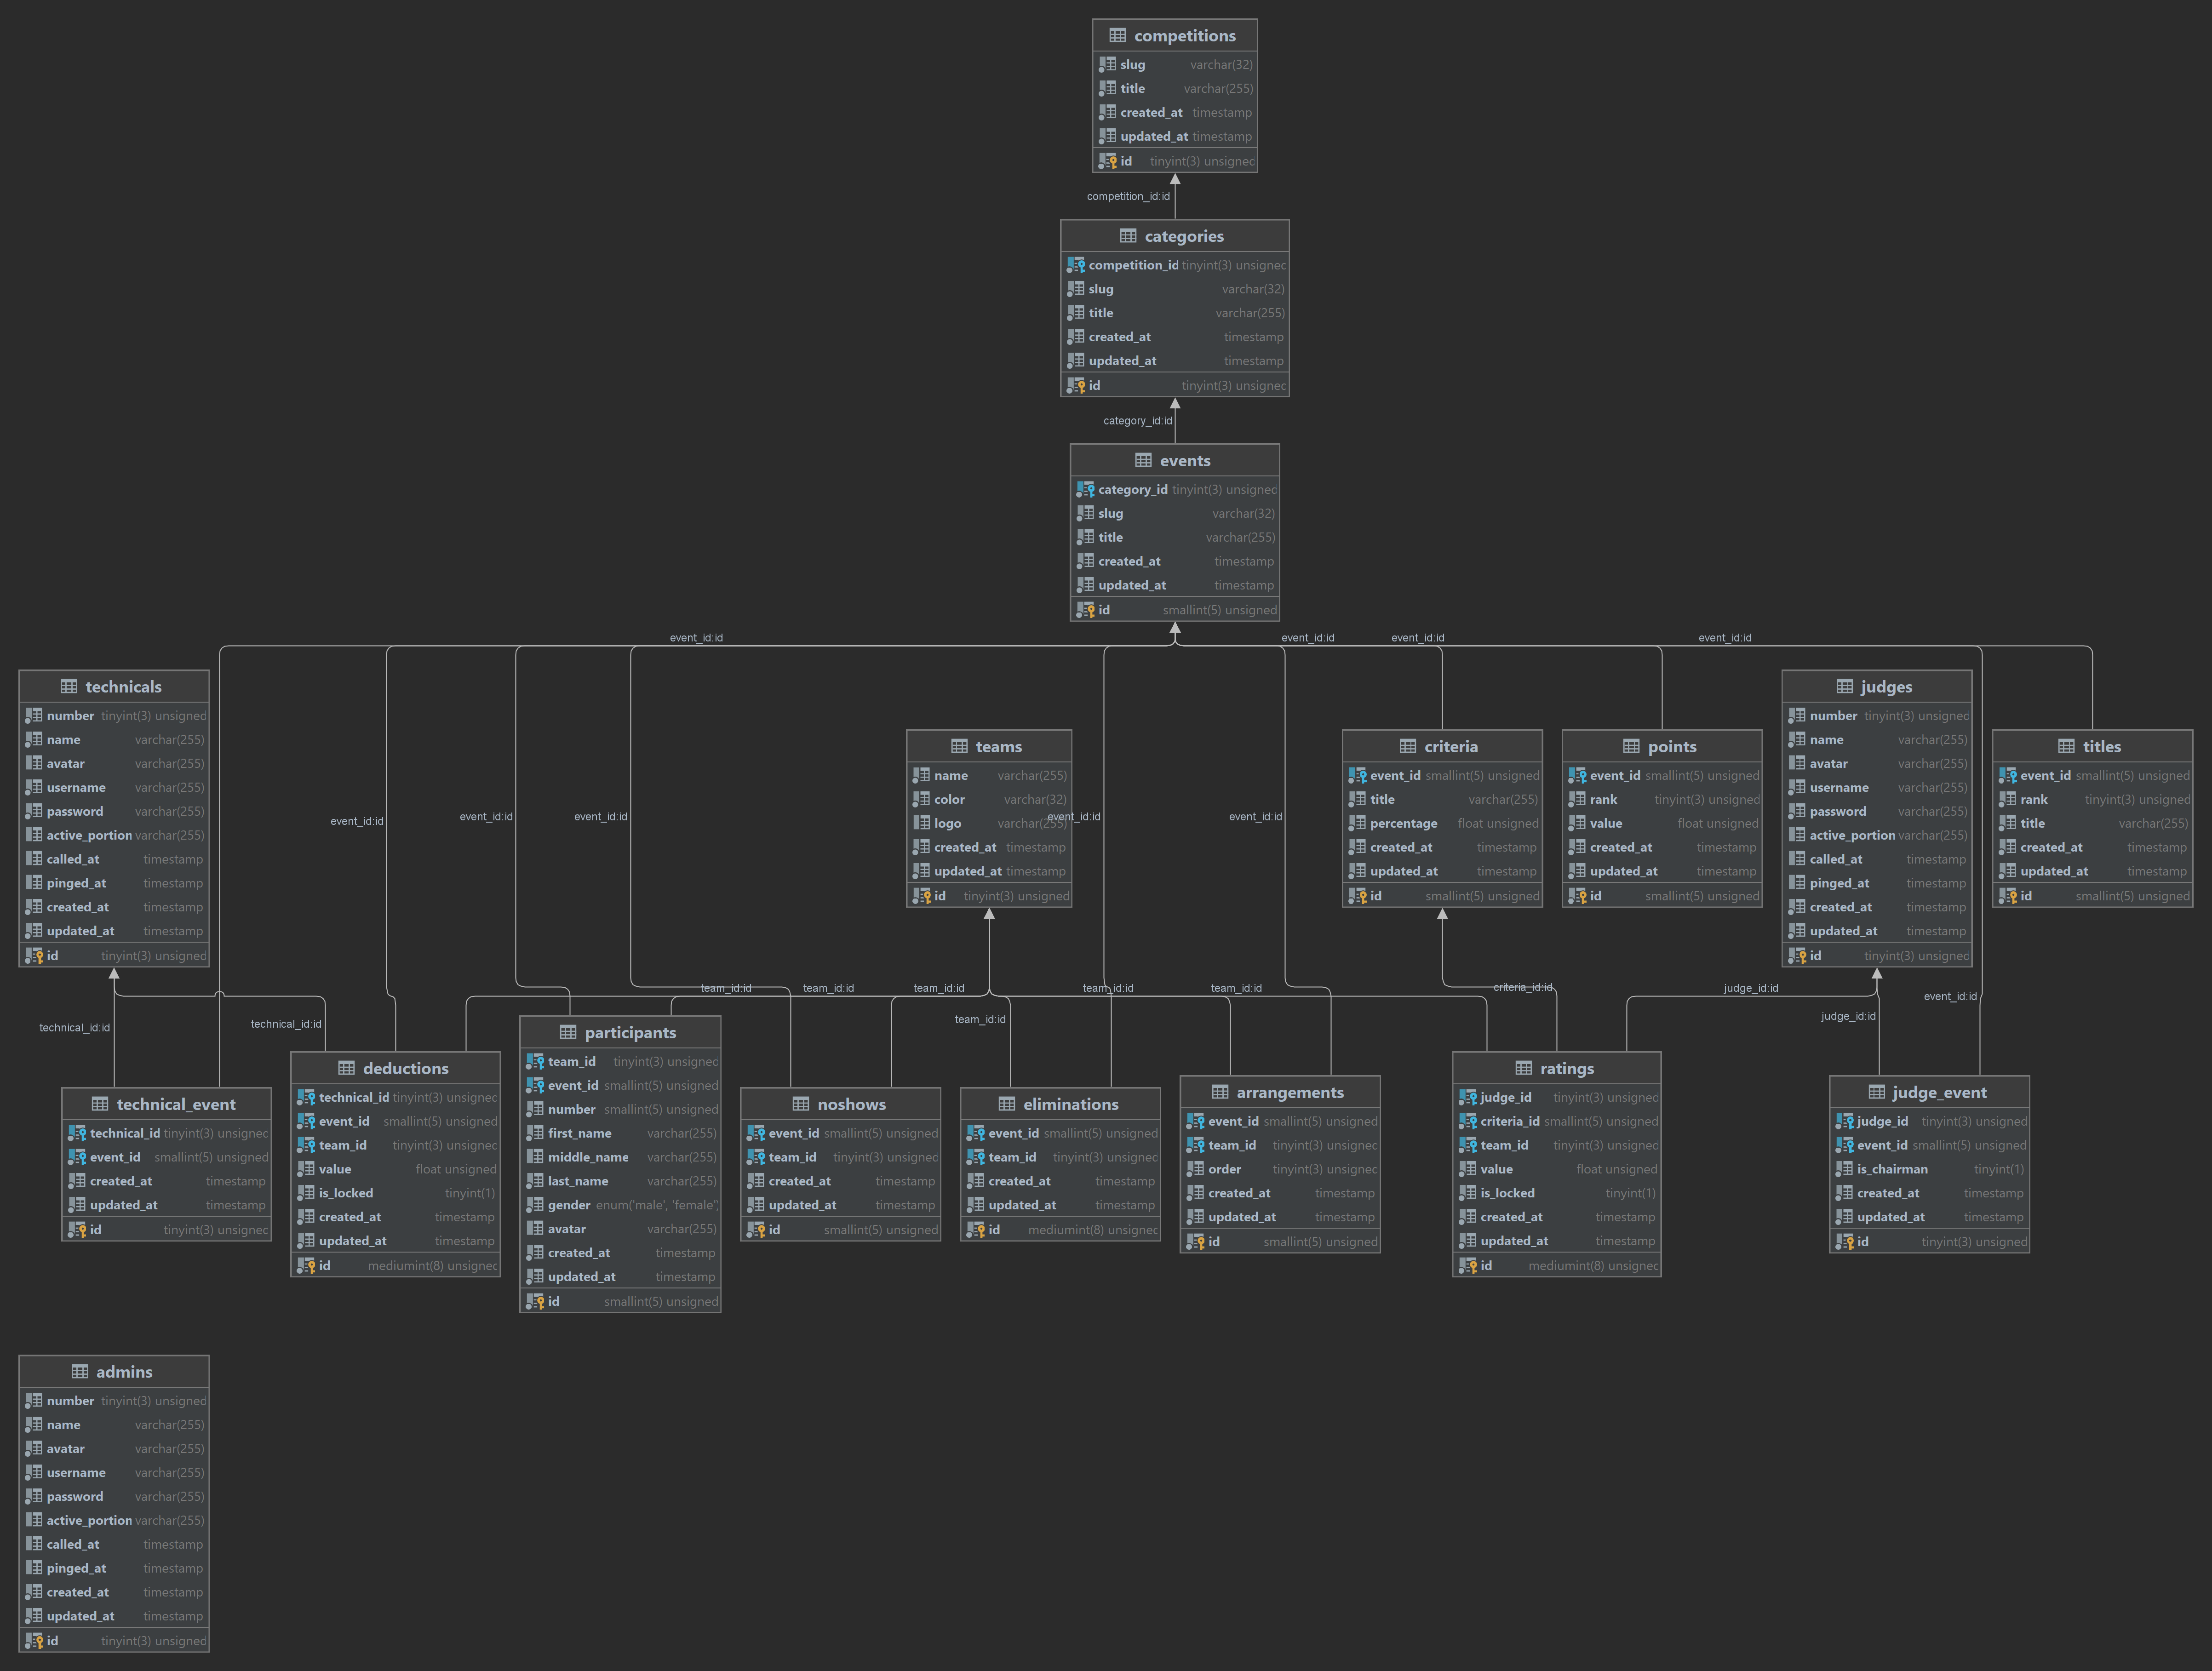 competitions
slug varchar(32)
title varchar(255)
created_at timestamp
updated_at timestamp
id tinyint(3) unsigned
competition_id:id
categories
competition_id tinyint(3) unsigned
slug varchar(32)
title varchar(255)
created_at timestamp
updated_at timestamp
id tinyint(3) unsigned
category_id:id
events
category_id tinyint(3) unsigned
slug varchar(32)
title varchar(255)
created_at timestamp
updated_at timestamp
id smallint(5) unsigned
event_id:id
event_id:id
event_id:id
event_id:id
technicals
number tinyint(3) unsigned
name varchar(255)
avatar varchar(255)
username varchar(255)
password varchar(255)
active_portion varchar(255)
called_at timestamp
pinged_at timestamp
created_at timestamp
updated_at timestamp
id tinyint(3) unsigned
event_id:id
event_id:id
event_id:id
teams
name varchar(255)
color varchar(32)
logo varchar(255)
created_at timestamp
updated_at timestamp
id tinyint(3) unsigned
event_id:id
event_id:id
criteria
event_id smallint(5) unsigned
title varchar(255)
percentage float unsigned
created_at timestamp
updated_at timestamp
id smallint(5) unsigned
points
event_id smallint(5) unsigned
rank tinyint(3) unsigned
value float unsigned
created_at timestamp
updated_at timestamp
id smallint(5) unsigned
judges
number tinyint(3) unsigned
name varchar(255)
avatar varchar(255)
username varchar(255)
password varchar(255)
active_portion varchar(255)
called_at timestamp
pinged_at timestamp
created_at timestamp
updated_at timestamp
id tinyint(3) unsigned
titles
event_id smallint(5) unsigned
rank tinyint(3) unsigned
title varchar(255)
created_at timestamp
updated_at timestamp
id smallint(5) unsigned
technical_id:id
technical_id:id
team_id:id
team_id:id
team_id:id
team_id:id
team_id:id
team_id:id
criteria_id:id
judge_id:id
judge_id:id
event_id:id
technical_event
technical_id tinyint(3) unsigned
event_id smallint(5) unsigned
created_at timestamp
updated_at timestamp
id tinyint(3) unsigned
deductions
technical_id tinyint(3) unsigned
event_id smallint(5) unsigned
team_id tinyint(3) unsigned
value float unsigned
is_locked tinyint(1)
created_at timestamp
updated_at timestamp
id mediumint(8) unsigned
participants
team_id tinyint(3) unsigned
event_id smallint(5) unsigned
number smallint(5) unsigned
first_name varchar(255)
middle_name varchar(255)
last_name varchar(255)
gender enum('male', 'female'
avatar varchar(255)
created_at timestamp
updated_at timestamp
id smallint(5) unsigned
noshows
event_id smallint(5) unsigned
team_id tinyint(3) unsigned
created_at timestamp
updated_at timestamp
id smallint(5) unsigned
eliminations
event_id smallint(5) unsigned
team_id tinyint(3) unsigned
created_at timestamp
updated_at timestamp
id mediumint(8) unsigned
arrangements
event_id smallint(5) unsigned
team_id tinyint(3) unsigned
order tinyint(3) unsigned
created_at timestamp
updated_at timestamp
id smallint(5) unsigned
ratings
judge_id tinyint(3) unsigned
criteria_id smallint(5) unsigned
team_id tinyint(3) unsigned
value float unsigned
is_locked tinyint(1)
created_at timestamp
updated_at timestamp
id mediumint(8) unsigned
judge_event
judge_id tinyint(3) unsigned
event_id smallint(5) unsigned
is_chairman tinyint(1)
created_at timestamp
updated_at timestamp
id tinyint(3) unsigned
admins
number tinyint(3) unsigned
name varchar(255)
avatar varchar(255)
username varchar(255)
password varchar(255)
active_portion varchar(255)
called_at timestamp
pinged_at timestamp
created_at timestamp
updated_at timestamp
id tinyint(3) unsigned